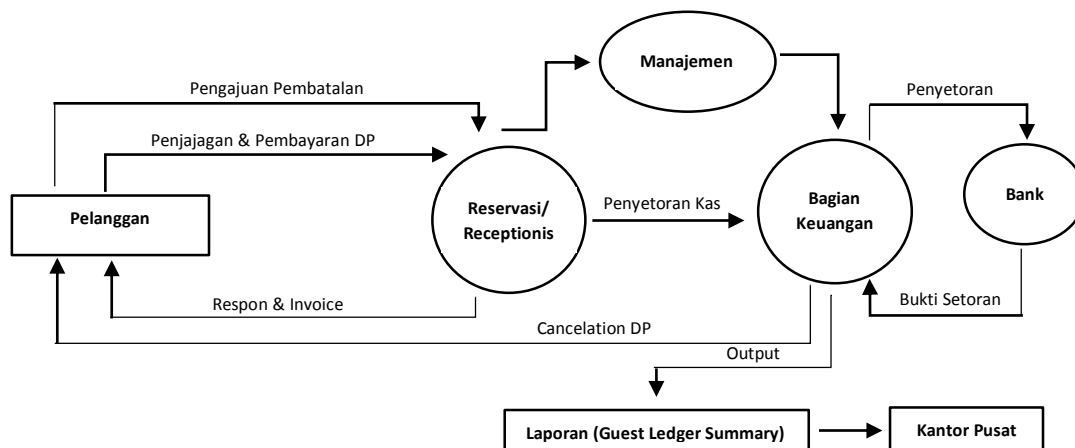 Manajemen
Pengajuan Pembatalan
Penyetoran
Penjajagan & Pembayaran DP
Pelanggan
Reservasi/
Receptionis
Penyetoran Kas
Bagian
Keuangan
Bank
Respon & Invoice
Bukti Setoran
Cancelation DP
Output
Laporan (Guest Ledger Summary)
Kantor Pusat